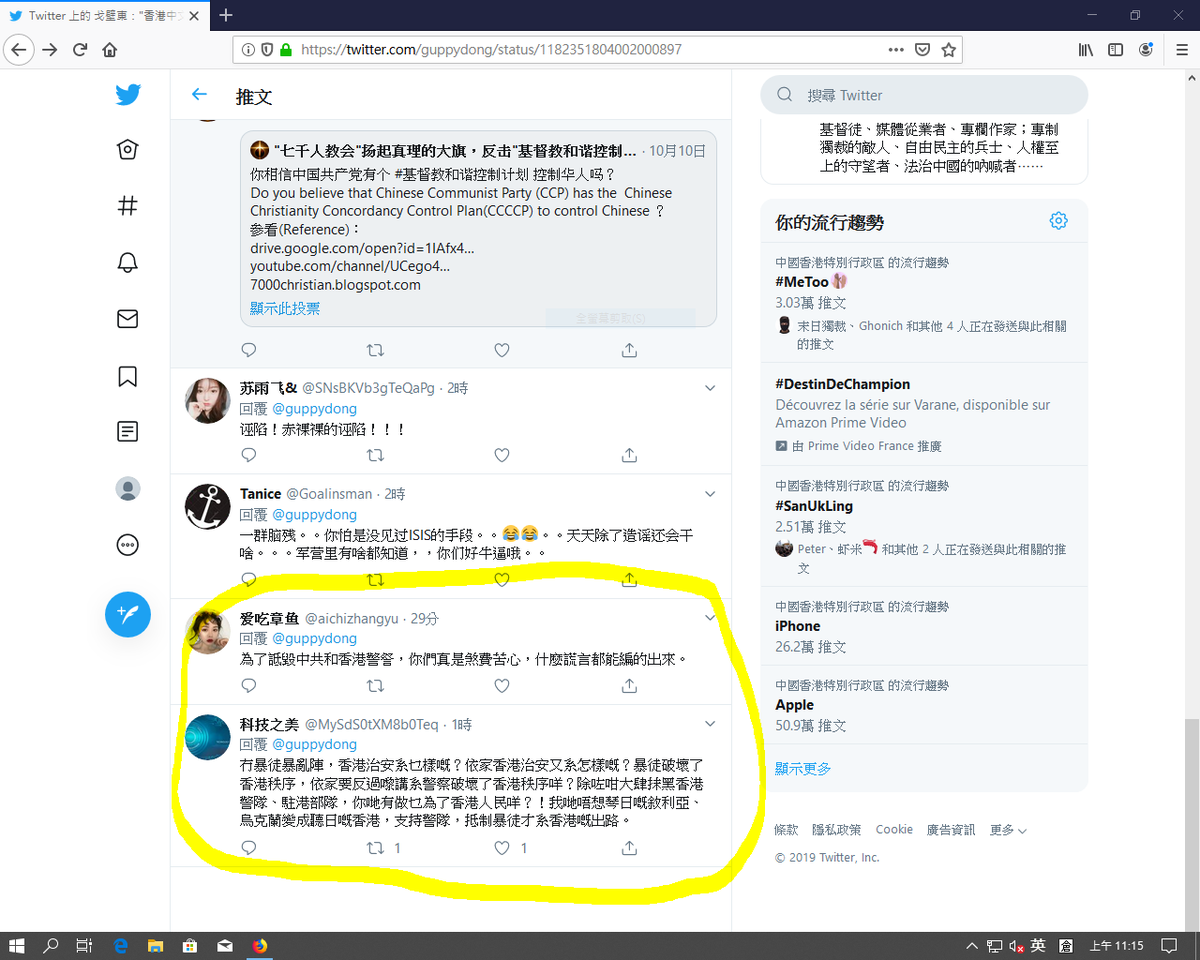 Twitter 上的 戈壁東："香港中文
https://twitter.com/guppydong/status/1182351804002000897
推文
"七千人教会"扬起真理的大旗，反击"基督教和谐控制... · 10月10日
你相信中国共产党有个 #基督教和谐控制计划 控制华人吗？
Do you believe that Chinese Communist Party (CCP) has the Chinese
Christianity Concordancy Control Plan(CCCCP) to control Chinese ？
参看(Reference)：
drive.google.com/open?id=1IAfx4...
youtube.com/channel/UCego4...
7000christian.blogspot.com
顯示此投票
全螢幕剪取(S)
苏雨飞& @SNsBKVb3gTeQaPg · 2時
回覆 @guppydong
诬陷！赤裸裸的诬陷！！！
Tanice @Goalinsman · 2時
回覆 @guppydong
一群脑残。。你怕是没见过ISIS的手段。。😂😂。。天天除了造谣还会干
啥。。。军营里有啥都知道，，你们好牛逼哦。。
爱吃章鱼 @aichizhangyu · 29分
回覆 @guppydong
為了詆毀中共和香港警督，你們真是煞費苦心，什麼謊言都能編的出來。
科技之美 @MySdS0tXM8b0Teq · 1時
回覆 @guppydong
冇暴徒暴亂陣，香港治安系乜樣嘅？依家香港治安又系怎樣嘅？暴徒破壞了
香港秩序，依家要反過嚟講系警察破壞了香港秩序咩？除咗咁大肆抹黑香港
警隊、駐港部隊，你哋有做乜為了香港人民咩？！我哋唔想琴日嘅敘利亞、
烏克蘭變成聽日嘅香港，支持警隊，抵制暴徒才系香港嘅出路。
1
1
搜尋 Twitter
基督徒、媒體從業者、專欄作家；專制
獨裁的敵人、自由民主的兵士、人權至
上的守望者、法治中國的吶喊者……
你的流行趨勢
中國香港特別行政區 的流行趨勢
#MeToo
3.03萬 推文
末日獨裁、Ghonich 和其他 4 人正在發送與此相關
的推文
#DestinDeChampion
Découvrez la série sur Varane, disponible sur
Amazon Prime Video
由 Prime Video France 推廣
中國香港特別行政區 的流行趨勢
#SanUkLing
2.51萬 推文
Peter、虾米🦐 和其他 2 人正在發送與此相關的推
文
中國香港特別行政區 的流行趨勢
iPhone
26.2萬 推文
中國香港特別行政區 的流行趨勢
Apple
50.9萬 推文
顯示更多
條款 隱私政策 Cookie 廣告資訊 更多
© 2019 Twitter, Inc.
英 上午 11:15